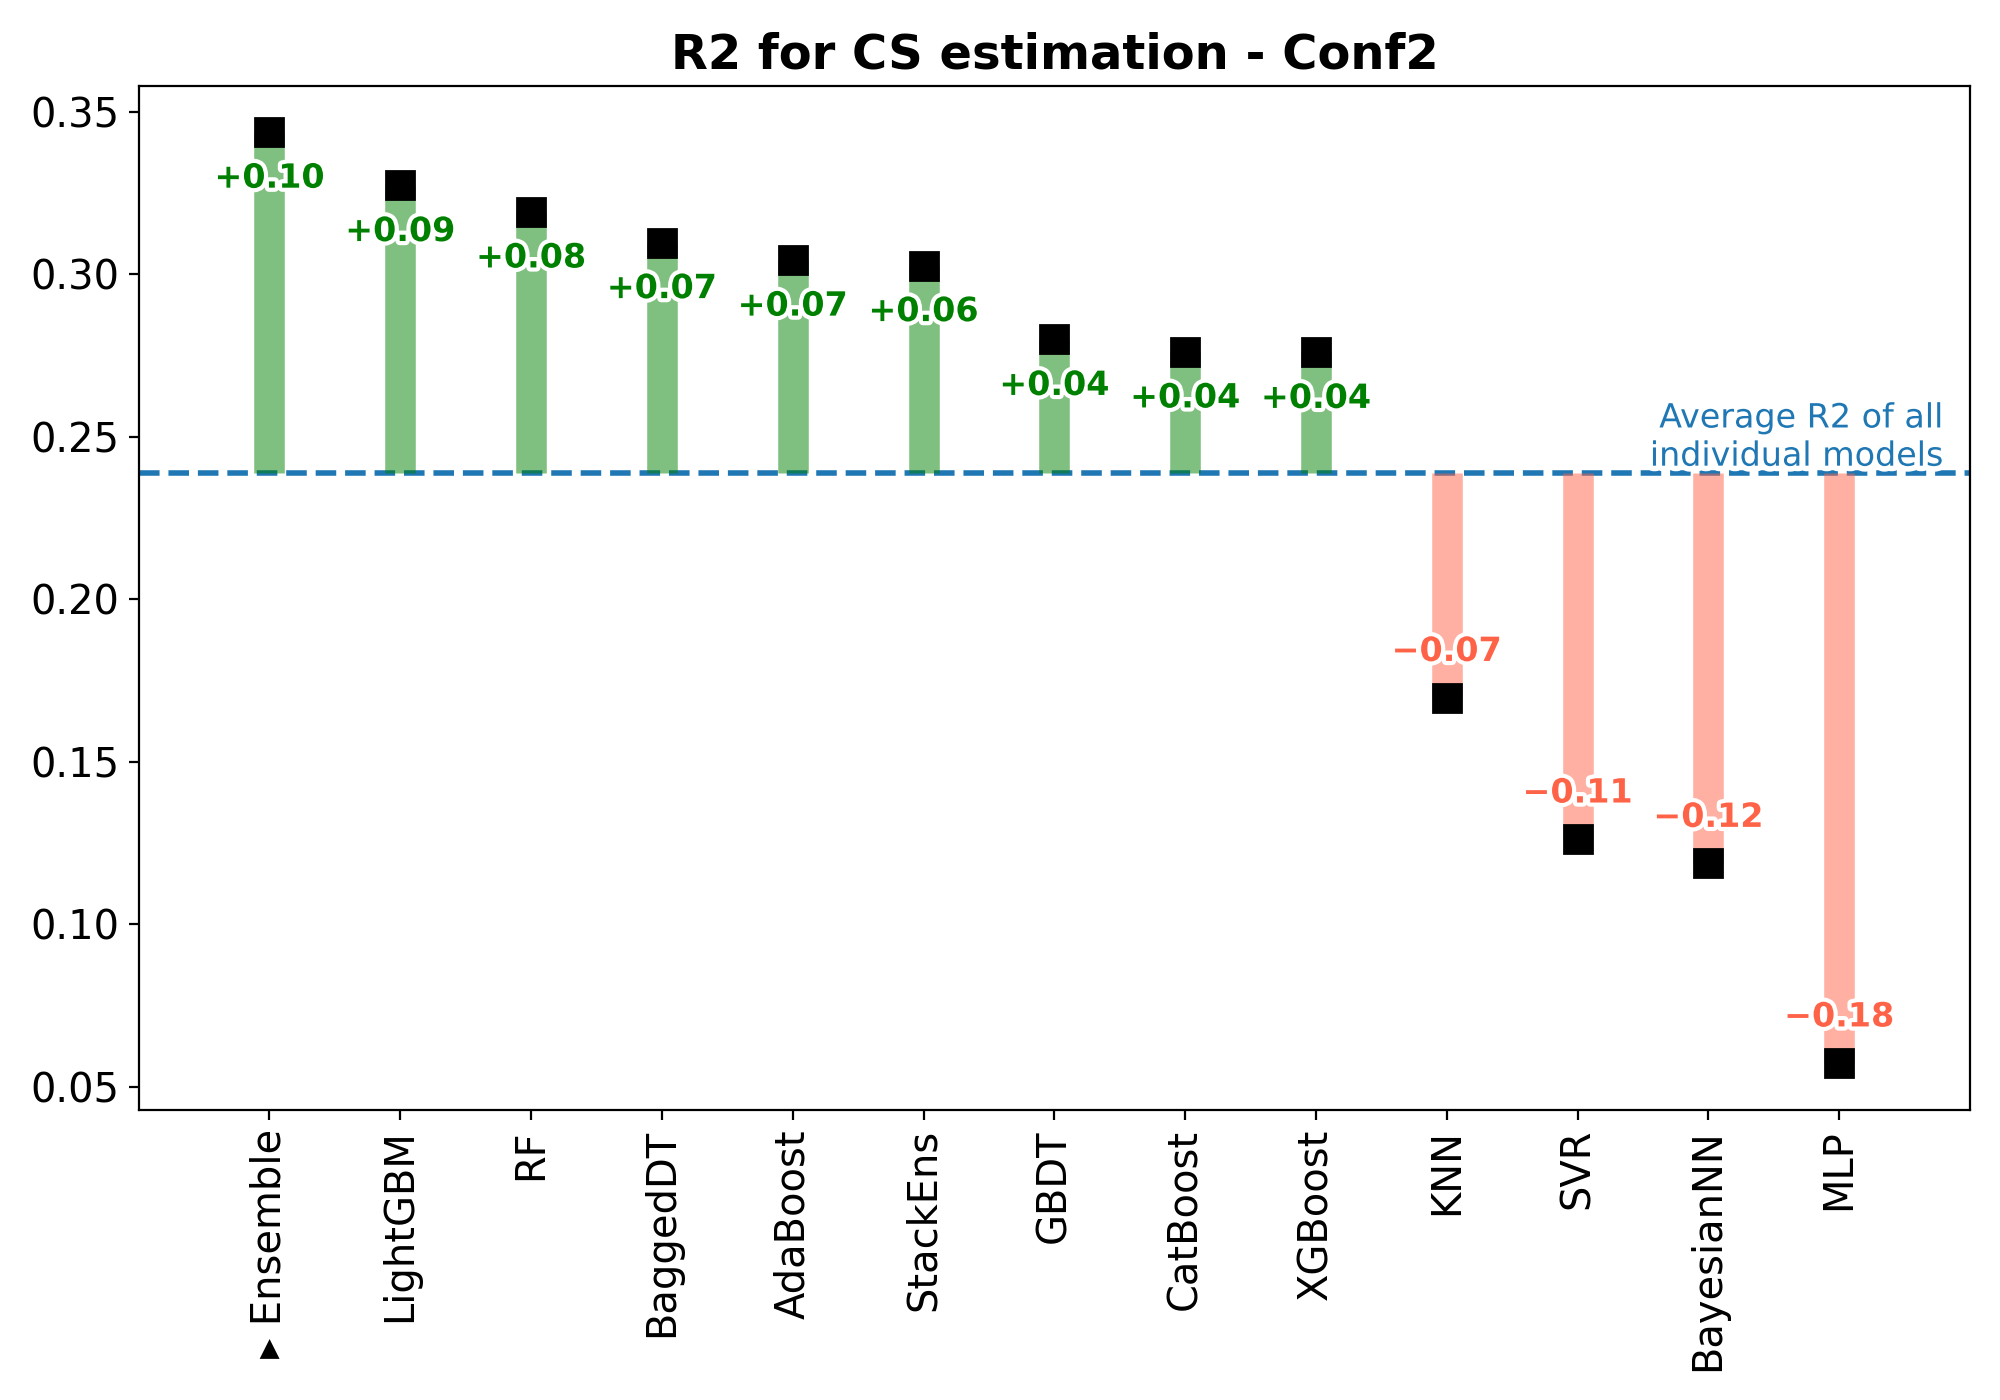 R2 for CS estimation - Conf2
0.35
0.30
0.25
0.20
0.15
0.10
0.05
+0.10
+0.09
+0.08
+0.07
+0.07
+0.06
+0.04
+0.04
+0.04
−0.07
−0.11
−0.12
−0.18
Average R2 of all
individual models
► Ensemble
LightGBM
RF
BaggedDT
AdaBoost
StackEns
GBDT
CatBoost
XGBoost
KNN
SVR
BayesianNN
MLP